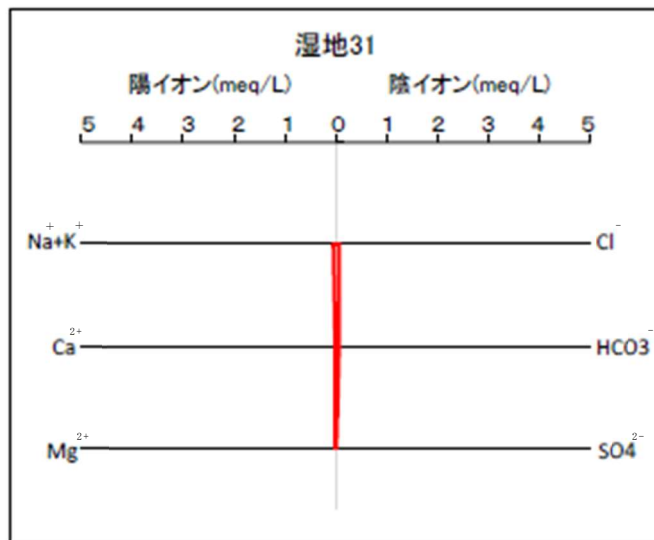 湿地31
陽イオン(meq/L) 陰イオン(meq/L)
5 4 3 2 1 0 1 2 3 4 5
Na⁺+K⁺ Cl⁻
Ca²⁺ HCO3⁻
Mg²⁺ SO4²⁻